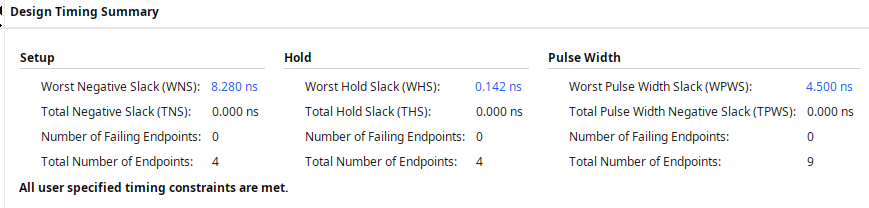 Design Timing Summary
Setup Hold Pulse Width
Worst Negative Slack (WNS): 8.280 ns Worst Hold Slack (WHS): 0.142 ns Worst Pulse Width Slack (WPWS): 4.500 ns
Total Negative Slack (TNS): 0.000 ns Total Hold Slack (THS): 0.000 ns Total Pulse Width Negative Slack (TPWS): 0.000 ns
Number of Failing Endpoints: 0 Number of Failing Endpoints: 0 Number of Failing Endpoints: 0
Total Number of Endpoints: 4 Total Number of Endpoints: 4 Total Number of Endpoints: 9
All user specified timing constraints are met.